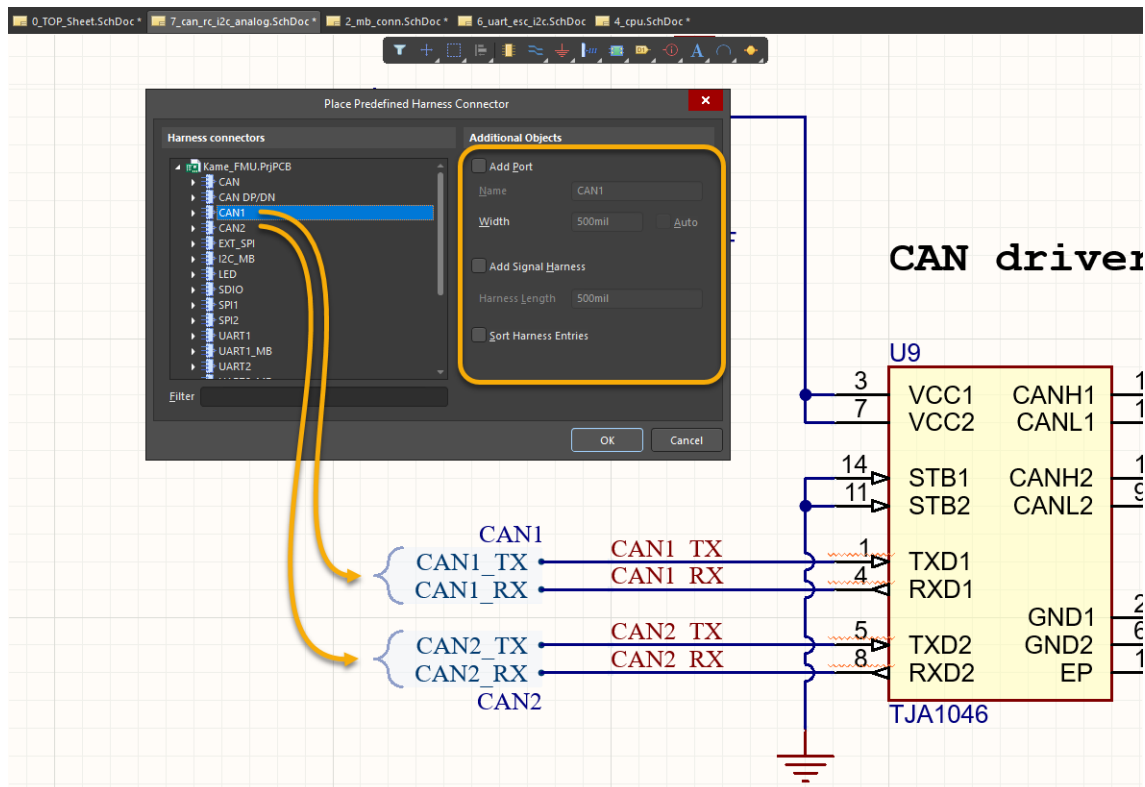 0_TOP_Sheet.SchDoc *
7_can_rc_i2c_analog.SchDoc *
2_mb_conn.SchDoc *
6_uart_esc_i2c.SchDoc
4_cpu.SchDoc *
Place Predefined Harness Connector
Harness connectors
Kame_FMU.PrjPCB
CAN
CAN DP/DN
CAN1
CAN2
EXT_SPI
I2C_MB
LED
SDIO
SPI1
SPI2
UART1
UART1_MB
UART2
Filter
Additional Objects
Add Port
Name
CAN1
Width
500mil
Auto
Add Signal Harness
Harness Length
500mil
Sort Harness Entries
OK
Cancel
CAN driver
U9
3
VCC1
CANH1
7
VCC2
CANL1
14
STB1
CANH2
11
STB2
CANL2
9
CAN1
CAN1_TX
CAN1_TX
1
TXD1
CAN1_RX
CAN1_RX
4
RXD1
GND1
2
CAN2_TX
CAN2_TX
5
TXD2
GND2
6
CAN2_RX
CAN2_RX
8
RXD2
EP
CAN2
TJA1046